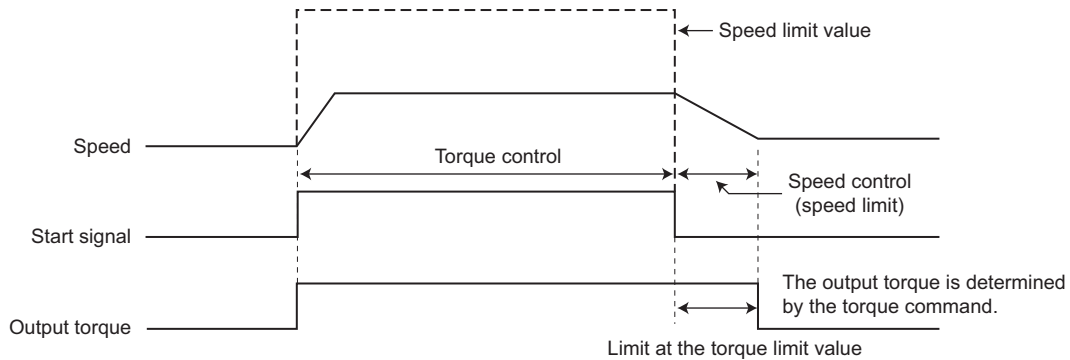 Speed limit value
Speed
Torque control
Speed control
(speed limit)
Start signal
The output torque is determined
by the torque command.
Output torque
Limit at the torque limit value